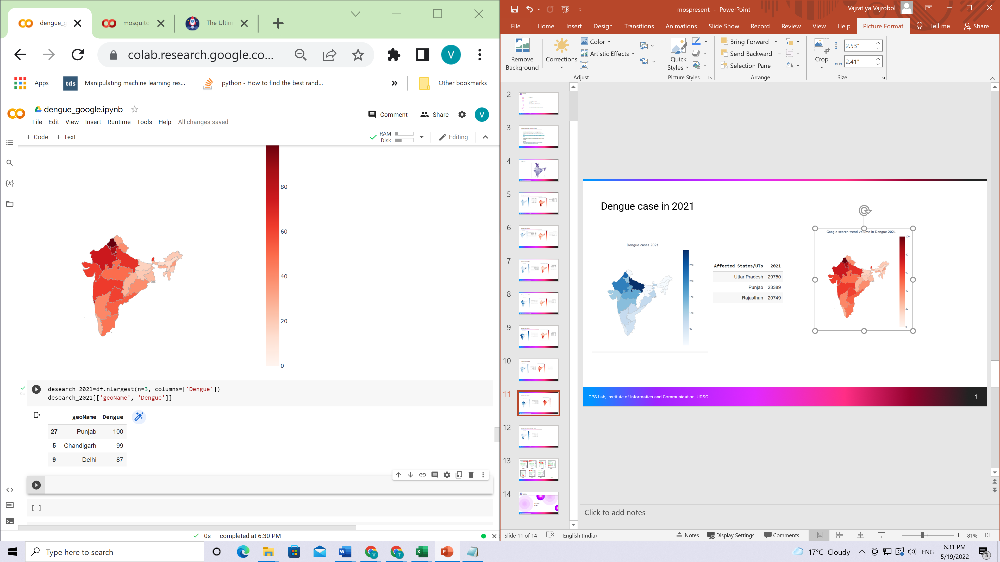 dengue_g
mosquito
The Ultim
colab.research.google.co...
V
Apps
tds
Manipulating machine learning res...
python - How to find the best rand...
»
Other bookmarks
dengue_google.ipynb
Comment
Share
V
File Edit View Insert Runtime Tools Help All changes saved
+ Code + Text
RAM
Disk
Editing
{x}
80
60
40
20
0
0s
desearch_2021=df.nlargest(n=3, columns=['Dengue'])
desearch_2021[['geoName', 'Dengue']]
geoName Dengue
27 Punjab 100
5 Chandigarh 99
9 Delhi 87
[ ]
0s completed at 6:30 PM
mospresent - PowerPoint
Vajratiya Vajrobol
File Home Insert Design Transitions Animations Slide Show Record Review View Help Picture Format Tell me Share
Remove Background
Corrections
Color
Artistic Effects
Adjust
Quick Styles
Picture Styles
Bring Forward
Send Backward
Selection Pane
Arrange
Crop
2.53"
2.41"
Size
2
3
4
5
6
7
8
9
10
11
12
13
14
Dengue case in 2021
Dengue cases 2021
25k
20k
15k
10k
5k
Affected States/UTs 2021
Uttar Pradesh 29750
Punjab 23389
Rajasthan 20749
Google search trend volume in Dengue 2021
100
80
60
40
20
0
CPS Lab, Institute of Informatics and Communication, UDSC
1
Click to add notes
Slide 11 of 14 English (India) Notes Display Settings Comments 81%
Type here to search
17°C Cloudy
ENG
6:31 PM
5/19/2022
3